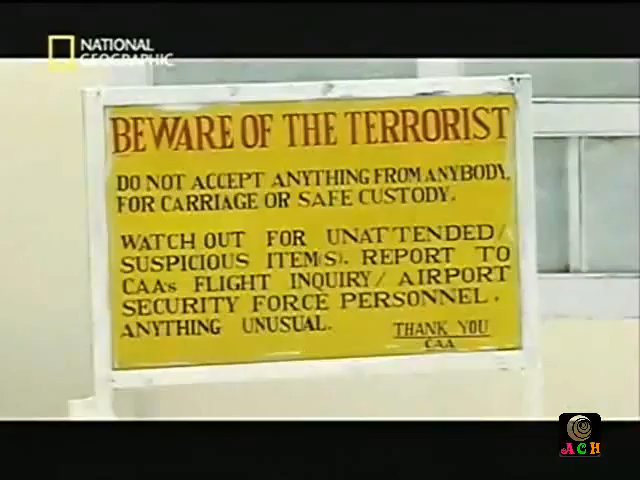 NATIONAL
GEOGRAPHIC
BEWARE OF THE TERRORIST
DO NOT ACCEPT ANYTHING FROM ANYBODY,
FOR CARRIAGE OR SAFE CUSTODY.
WATCH OUT FOR UNATTENDED/
SUSPICIOUS ITEM(S). REPORT TO
CAAs FLIGHT INQUIRY/ AIRPORT
SECURITY FORCE PERSONNEL.
ANYTHING UNUSUAL.
THANK YOU
CAA
ACH